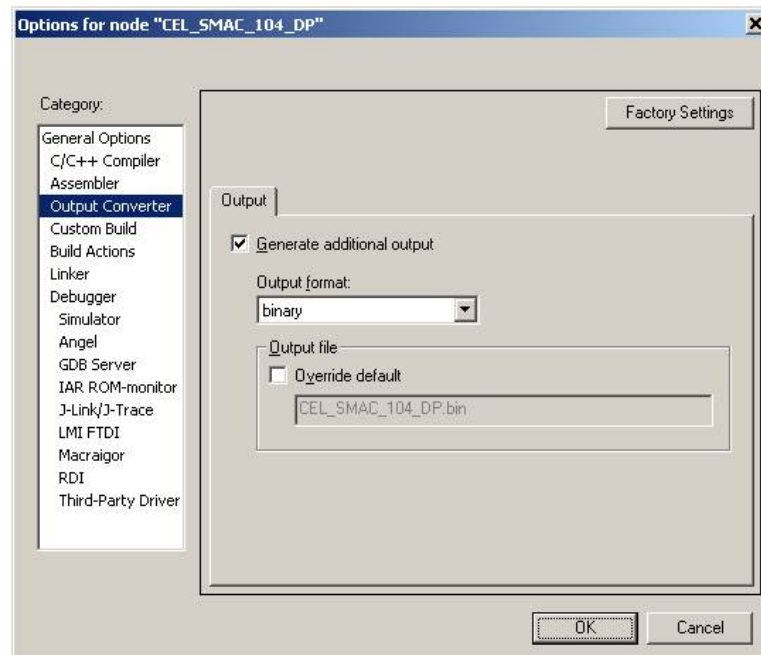 Options for node "CEL_SMAC_104_DP"
Category:
Factory Settings
General Options
C/C++ Compiler
Assembler
Output Converter
Custom Build
Build Actions
Linker
Debugger
Simulator
Angel
GDB Server
IAR ROM-monitor
J-Link/J-Trace
LMI FTDI
Macraigor
RDI
Third-Party Driver
Output
Generate additional output
Output format:
binary
Output file
Override default
CEL_SMAC_104_DP.bin
OK
Cancel